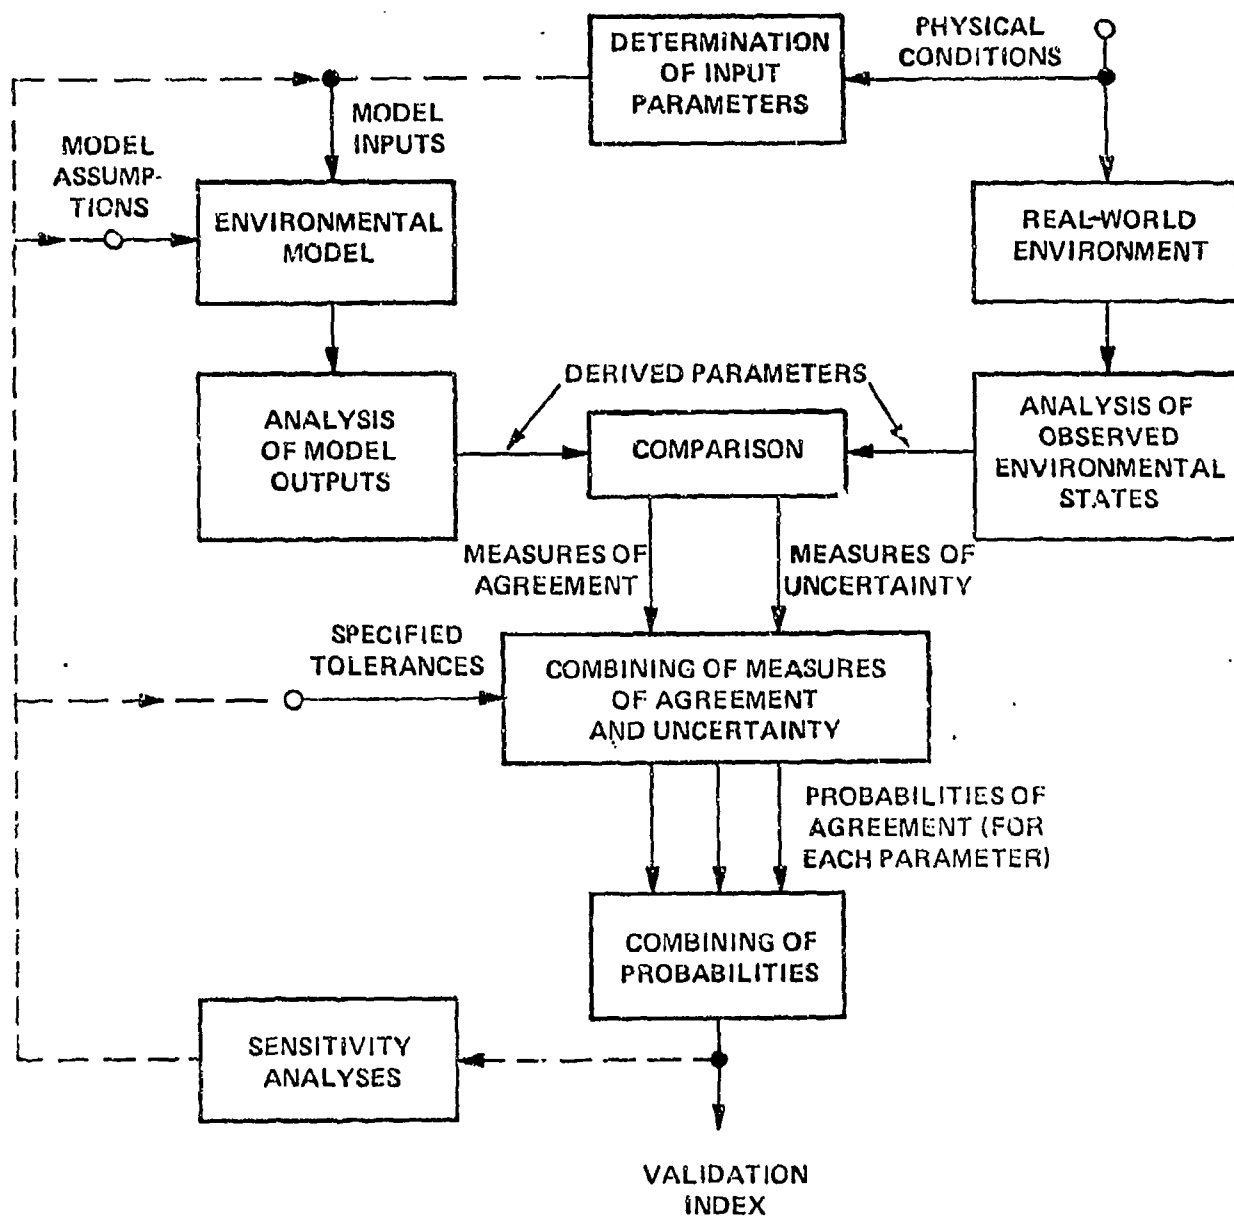 DETERMINATION
OF INPUT
PARAMETERS
PHYSICAL
CONDITIONS
MODEL
INPUTS
MODEL
ASSUMP-
TIONS
ENVIRONMENTAL
MODEL
REAL-WORLD
ENVIRONMENT
DERIVED PARAMETERS
ANALYSIS
OF MODEL
OUTPUTS
COMPARISON
ANALYSIS OF
OBSERVED
ENVIRONMENTAL
STATES
MEASURES OF
AGREEMENT
MEASURES OF
UNCERTAINTY
SPECIFIED
TOLERANCES
COMBINING OF MEASURES
OF AGREEMENT
AND UNCERTAINTY
PROBABILITIES OF
AGREEMENT (FOR
EACH PARAMETER)
COMBINING OF
PROBABILITIES
SENSITIVITY
ANALYSES
VALIDATION
INDEX